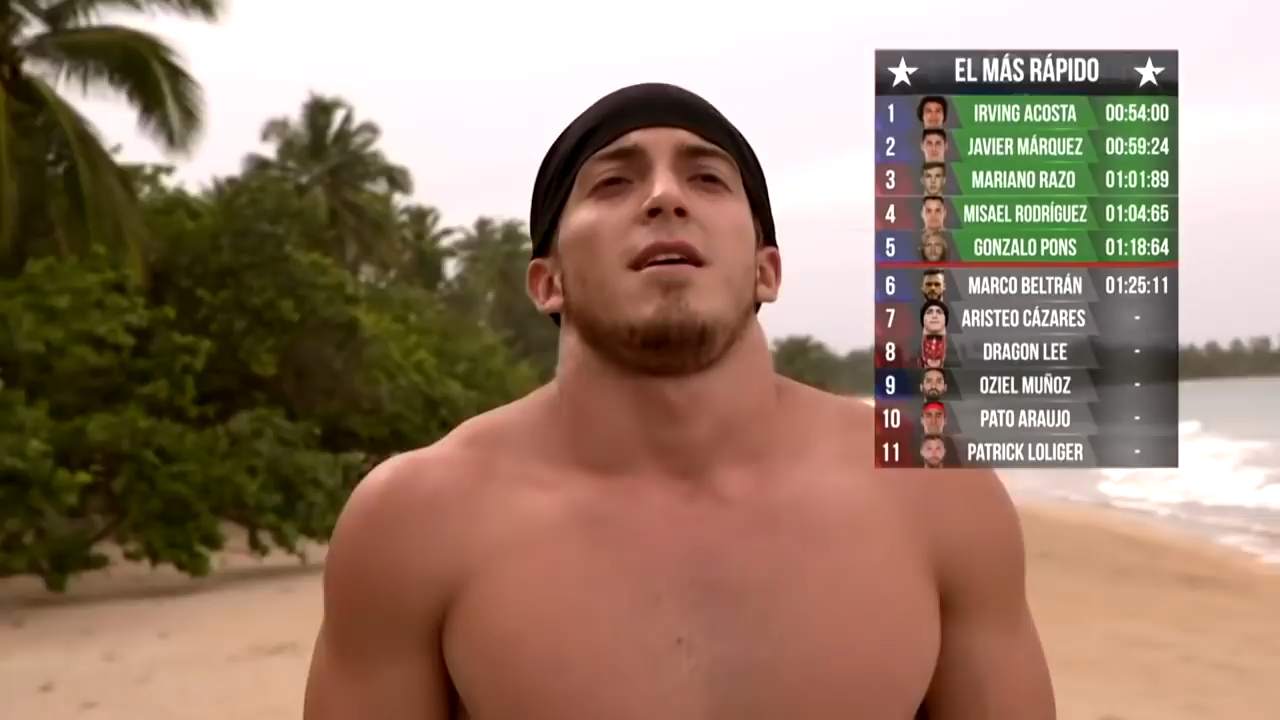 EL MÁS RÁPIDO
1 IRVING ACOSTA 00:54:00
2 JAVIER MÁRQUEZ 00:59:24
3 MARIANO RAZO 01:01:89
4 MISAEL RODRÍGUEZ 01:04:65
5 GONZALO PONS 01:18:64
6 MARCO BELTRÁN 01:25:11
7 ARISTEO CÁZARES -
8 DRAGON LEE -
9 OZIEL MUÑOZ -
10 PATO ARAUJO -
11 PATRICK LOLIGER -